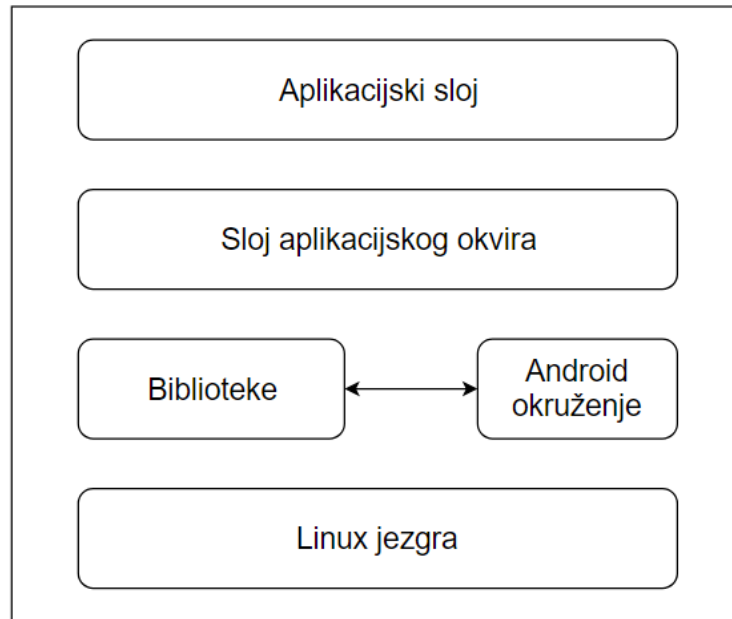 Aplikacijski sloj
Sloj aplikacijskog okvira
Biblioteke
Android
okruženje
Linux jezgra